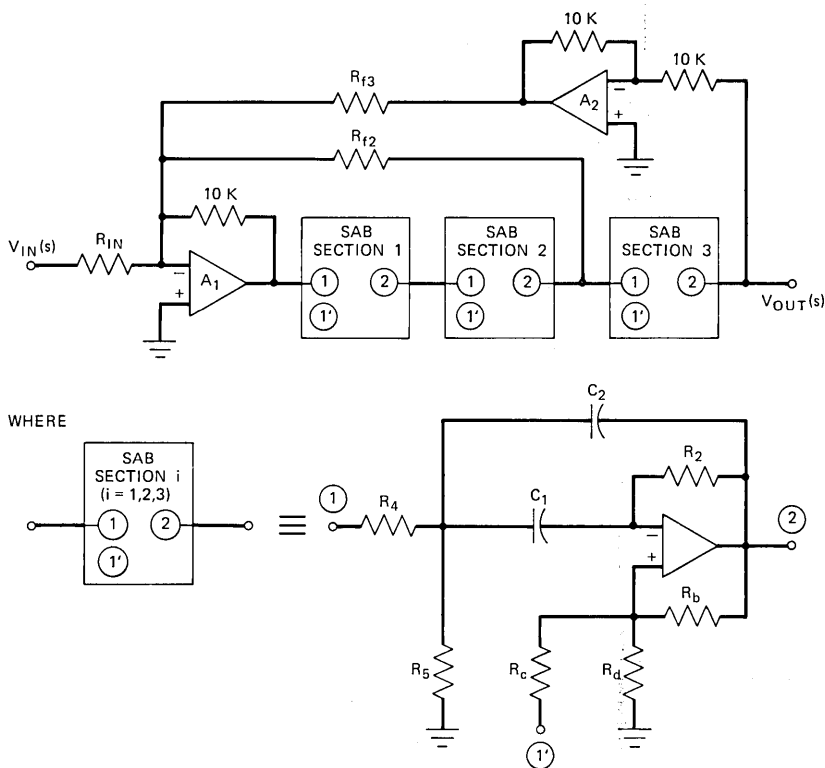 10 K
10 K
R_f3
A_2
−
+
R_f2
10 K
V_IN(s)
R_IN
−
+
A_1
SAB SECTION 1
① ②
①'
SAB SECTION 2
① ②
①'
SAB SECTION 3
① ②
①'
V_OUT(s)
WHERE
SAB
SECTION i
(i = 1,2,3)
① ②
①'
≡
①
R_4
C_2
C_1
R_2
−
+
②
R_b
R_5
R_c
R_d
①'